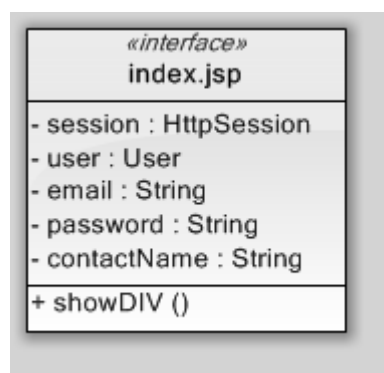 «interface»
index.jsp
- session : HttpSession
- user : User
- email : String
- password : String
- contactName : String
+ showDIV ()